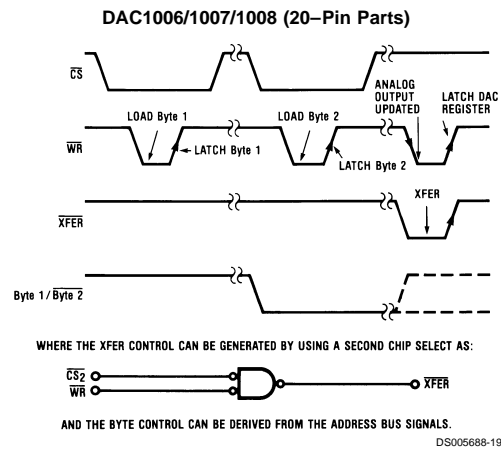 DAC1006/1007/1008 (20–Pin Parts)
CS
ANALOG
OUTPUT
UPDATED
LATCH DAC
REGISTER
LOAD Byte 1
LOAD Byte 2
WR
LATCH Byte 1
LATCH Byte 2
XFER
XFER
Byte 1/Byte 2
WHERE THE XFER CONTROL CAN BE GENERATED BY USING A SECOND CHIP SELECT AS:
CS2
WR
XFER
AND THE BYTE CONTROL CAN BE DERIVED FROM THE ADDRESS BUS SIGNALS.
DS005688-19